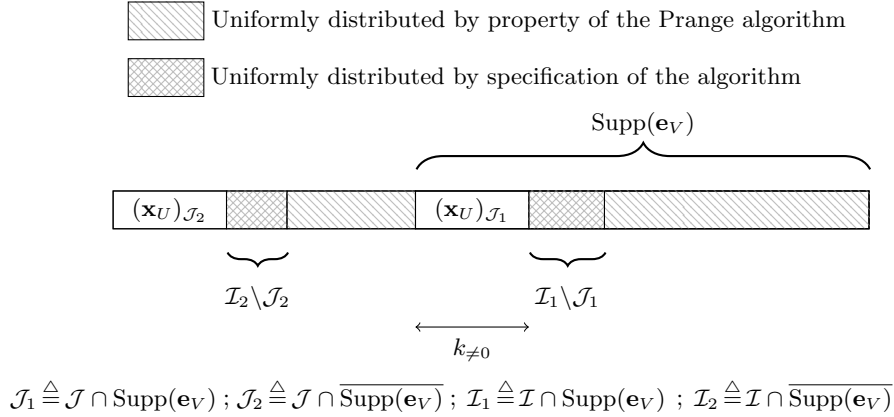 Uniformly distributed by property of the Prange algorithm
Uniformly distributed by specification of the algorithm
Supp(𝐞_V)
(𝐱_U)_{𝒥_2} (𝐱_U)_{𝒥_1}
ℐ_2\𝒥_2 ℐ_1\𝒥_1
k_{≠0}
𝒥_1 ≜ 𝒥 ∩ Supp(𝐞_V) ; 𝒥_2 ≜ 𝒥 ∩ \overline{Supp(𝐞_V)} ; ℐ_1 ≜ ℐ ∩ Supp(𝐞_V) ; ℐ_2 ≜ ℐ ∩ \overline{Supp(𝐞_V)}